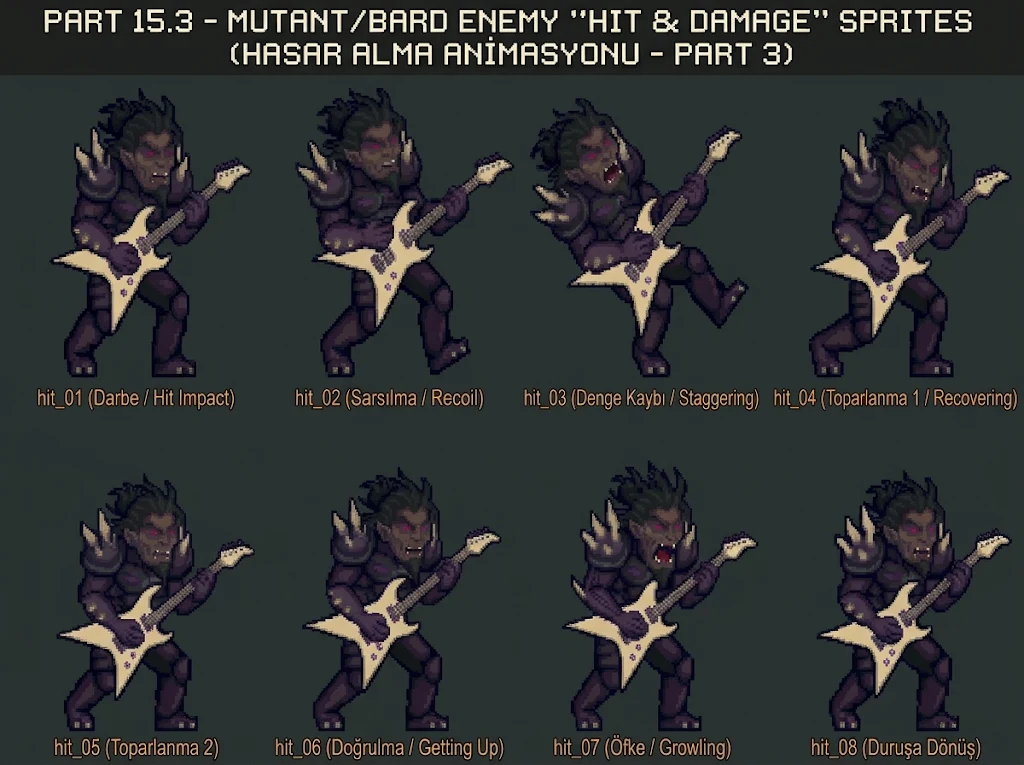 PART 15.3 - MUTANT/BARD ENEMY "HIT & DAMAGE" SPRITES
(HASAR ALMA ANİMASYONU - PART 3)
hit_01 (Darbe / Hit Impact)
hit_02 (Sarsılma / Recoil)
hit_03 (Denge Kaybı / Staggering)
hit_04 (Toparlanma 1 / Recovering)
hit_05 (Toparlanma 2)
hit_06 (Doğrulma / Getting Up)
hit_07 (Öfke / Growling)
hit_08 (Duruşa Dönüş)